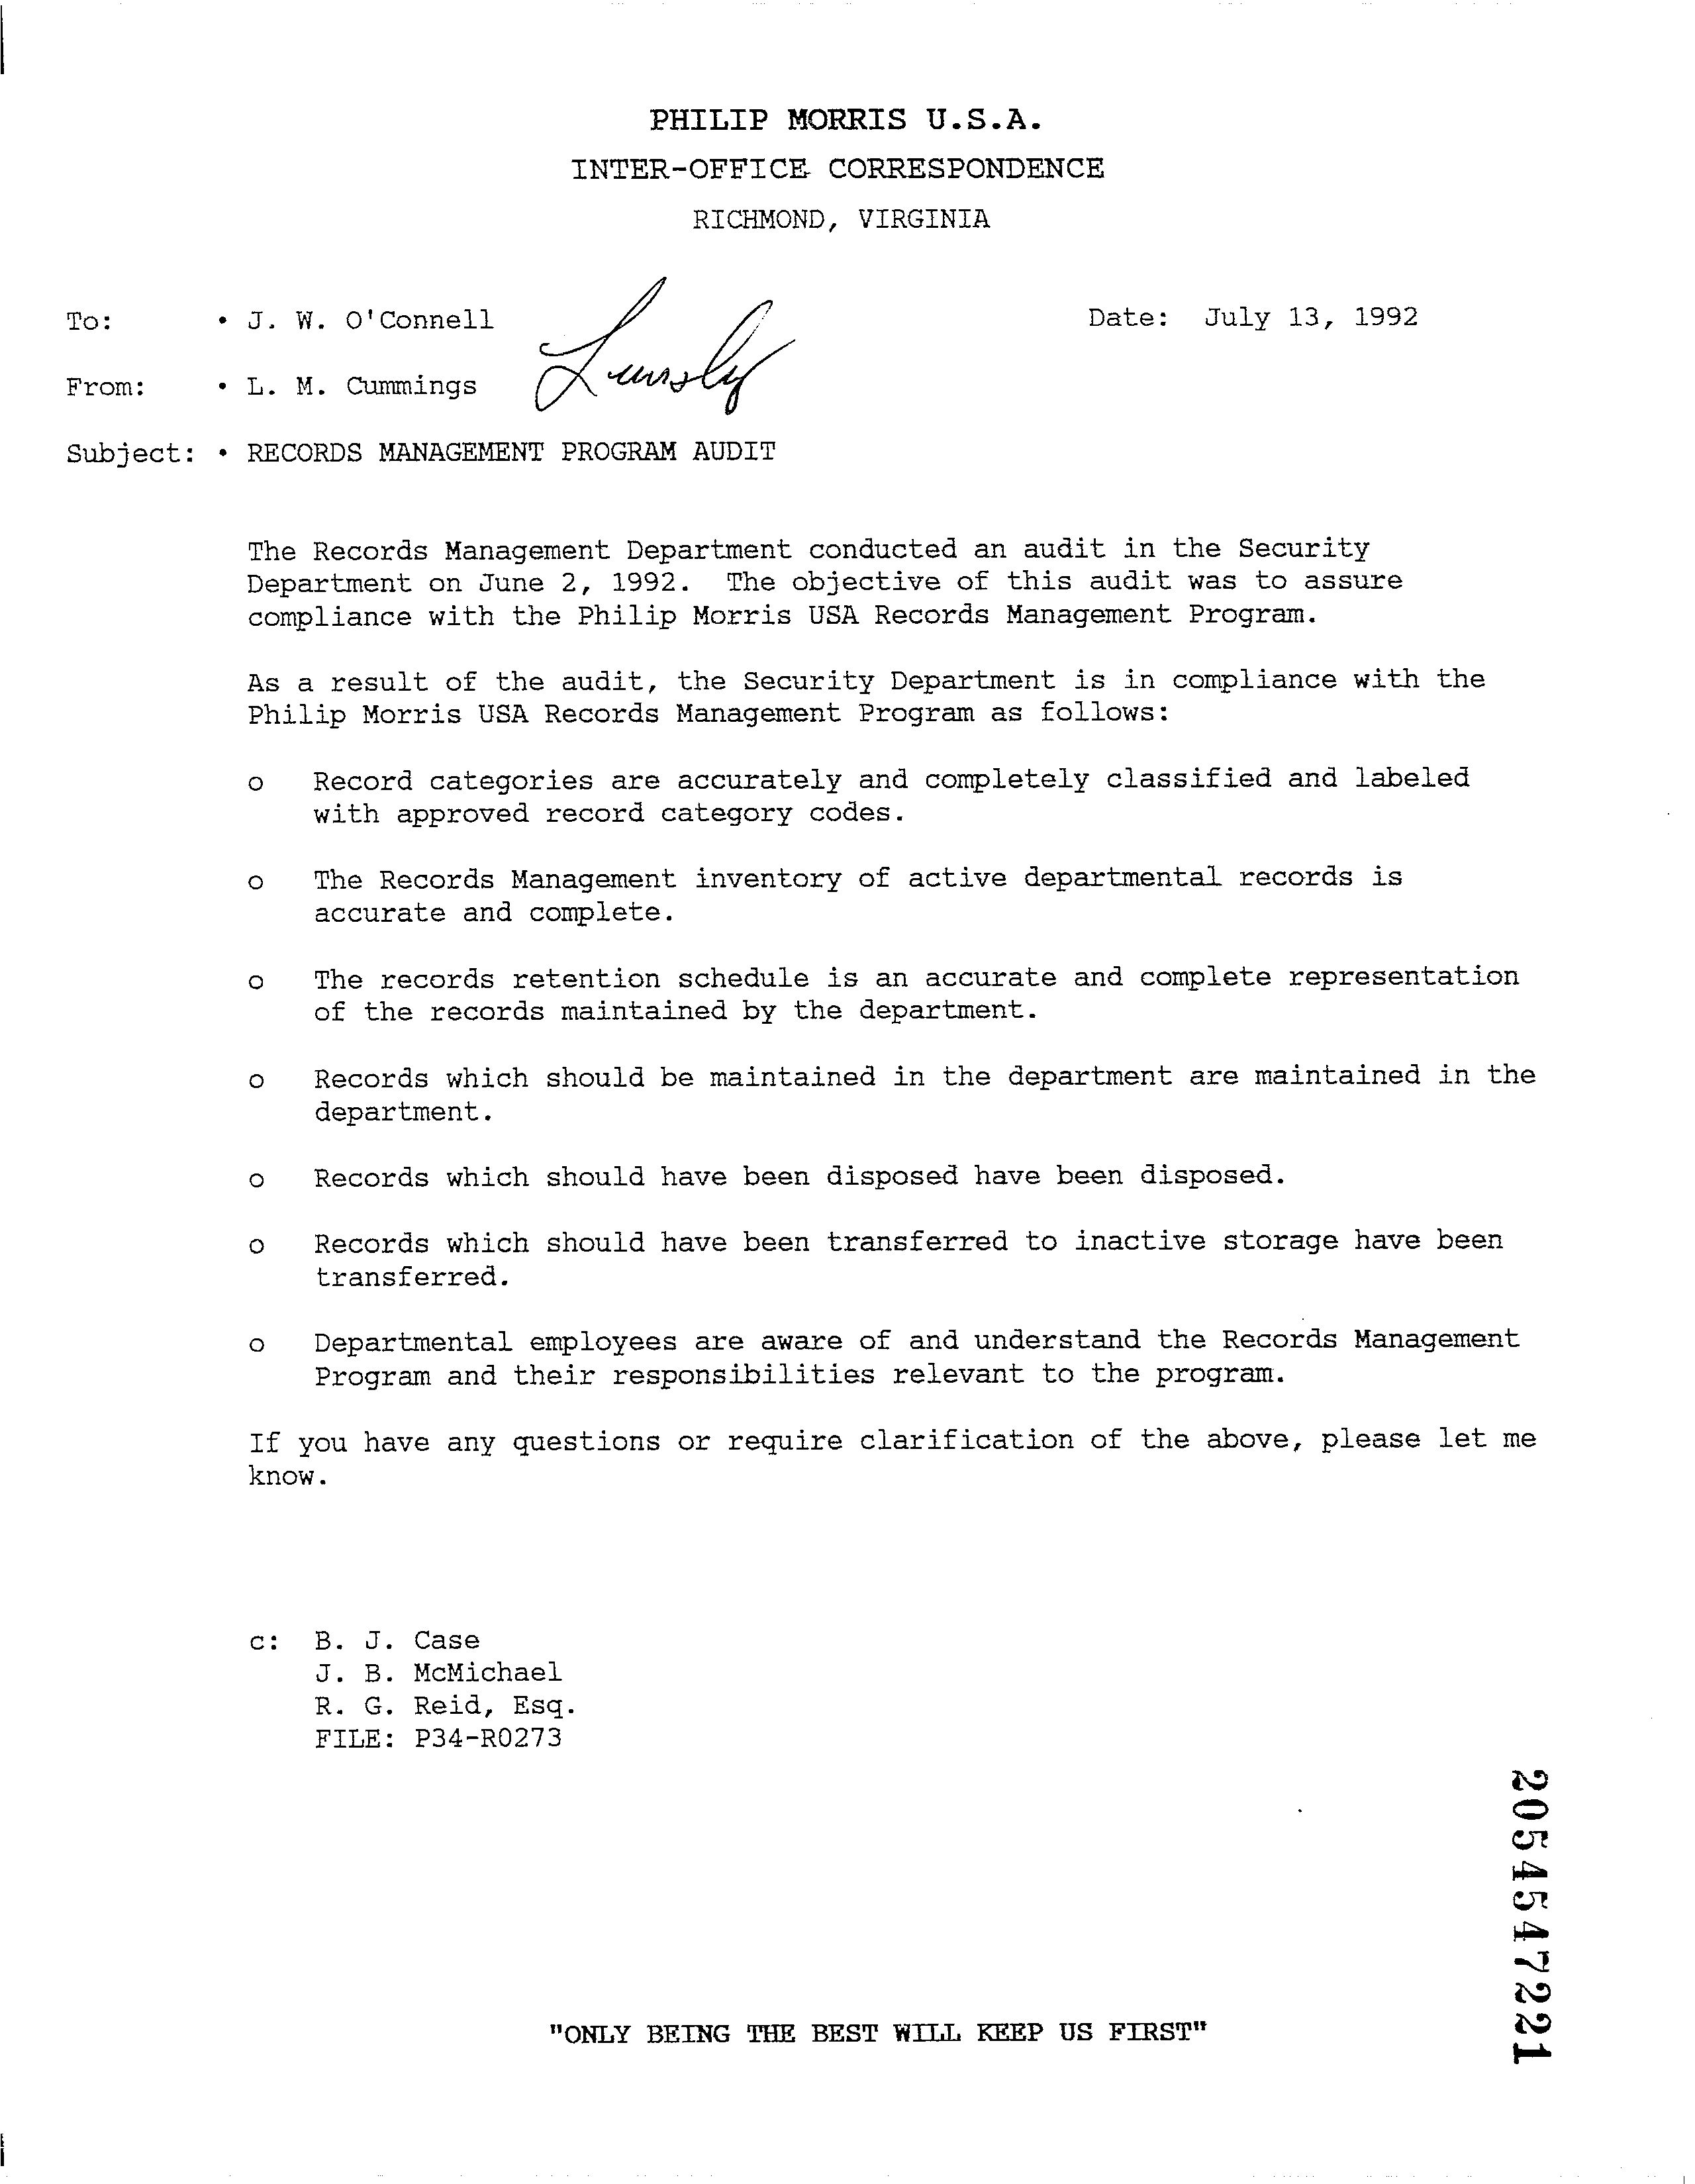 PHILIP MORRIS U.S.A.
INTER-OFFICE CORRESPONDENCE
RICHMOND, VIRGINIA
To: • J. W. O'Connell Date: July 13, 1992
From: • L. M. Cummings
Subject: • RECORDS MANAGEMENT PROGRAM AUDIT
The Records Management Department conducted an audit in the Security
Department on June 2, 1992. The objective of this audit was to assure
compliance with the Philip Morris USA Records Management Program.
As a result of the audit, the Security Department is in compliance with the
Philip Morris USA Records Management Program as follows:
o Record categories are accurately and completely classified and labeled
with approved record category codes.
o The Records Management inventory of active departmental records is
accurate and complete.
o The records retention schedule is an accurate and complete representation
of the records maintained by the department.
o Records which should be maintained in the department are maintained in the
department.
o Records which should have been disposed have been disposed.
o Records which should have been transferred to inactive storage have been
transferred.
o Departmental employees are aware of and understand the Records Management
Program and their responsibilities relevant to the program.
If you have any questions or require clarification of the above, please let me
know.
c: B. J. Case
J. B. McMichael
R. G. Reid, Esq.
FILE: P34-R0273
2054547221
"ONLY BEING THE BEST WILL KEEP US FIRST"